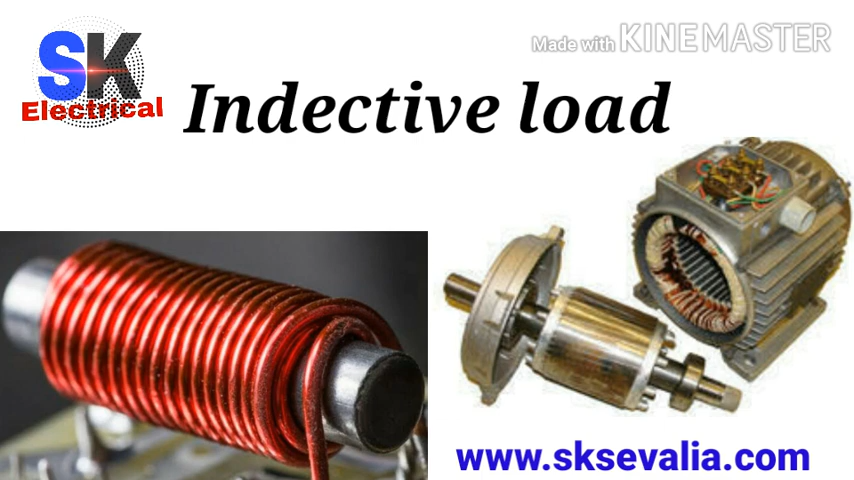 SK
Electrical
Made with KINEMASTER
Indective load
www.sksevalia.com